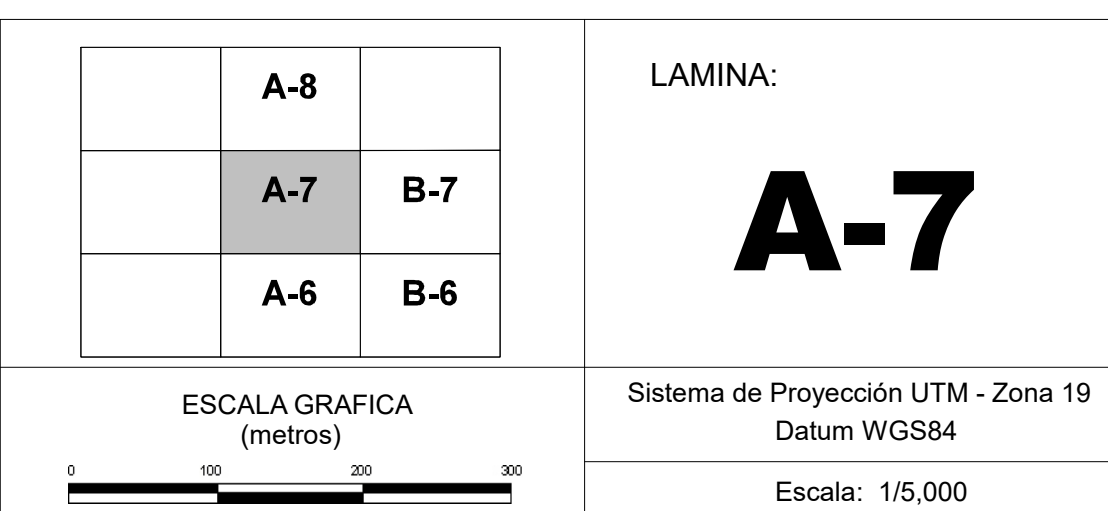 A-8
A-7 B-7
A-6 B-6
LAMINA:
A-7
ESCALA GRAFICA
(metros)
0 100 200 300
Sistema de Proyección UTM - Zona 19
Datum WGS84
Escala: 1/5,000